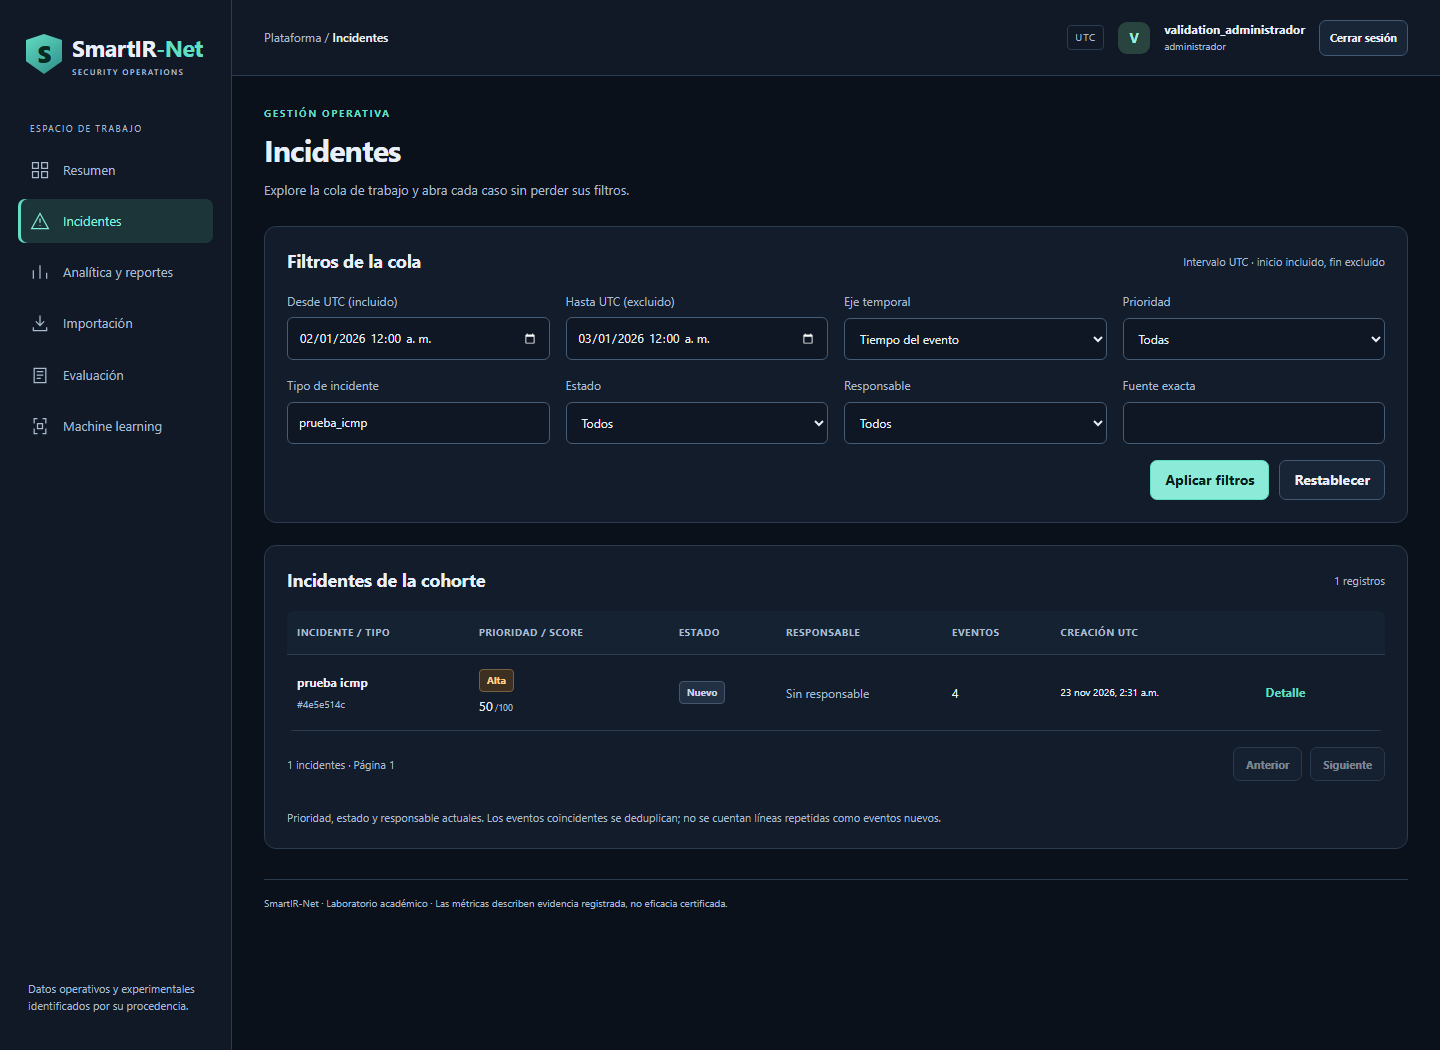 S
SmartIR-Net
SECURITY OPERATIONS
ESPACIO DE TRABAJO
Resumen
Incidentes
Analítica y reportes
Importación
Evaluación
Machine learning
Datos operativos y experimentales
identificados por su procedencia.
Plataforma / Incidentes
UTC
V
validation_administrador
administrador
Cerrar sesión
GESTIÓN OPERATIVA
Incidentes
Explore la cola de trabajo y abra cada caso sin perder sus filtros.
Filtros de la cola
Intervalo UTC · inicio incluido, fin excluido
Desde UTC (incluido)
02/01/2026 12:00 a. m.
Hasta UTC (excluido)
03/01/2026 12:00 a. m.
Eje temporal
Tiempo del evento
Prioridad
Todas
Tipo de incidente
prueba_icmp
Estado
Todos
Responsable
Todos
Fuente exacta
Aplicar filtros
Restablecer
Incidentes de la cohorte
1 registros
INCIDENTE / TIPO PRIORIDAD / SCORE ESTADO RESPONSABLE EVENTOS CREACIÓN UTC
prueba icmp
#4e5e514c
Alta
50 /100
Nuevo
Sin responsable
4
23 nov 2026, 2:31 a.m.
Detalle
1 incidentes · Página 1
Anterior
Siguiente
Prioridad, estado y responsable actuales. Los eventos coincidentes se deduplican; no se cuentan líneas repetidas como eventos nuevos.
SmartIR-Net · Laboratorio académico · Las métricas describen evidencia registrada, no eficacia certificada.